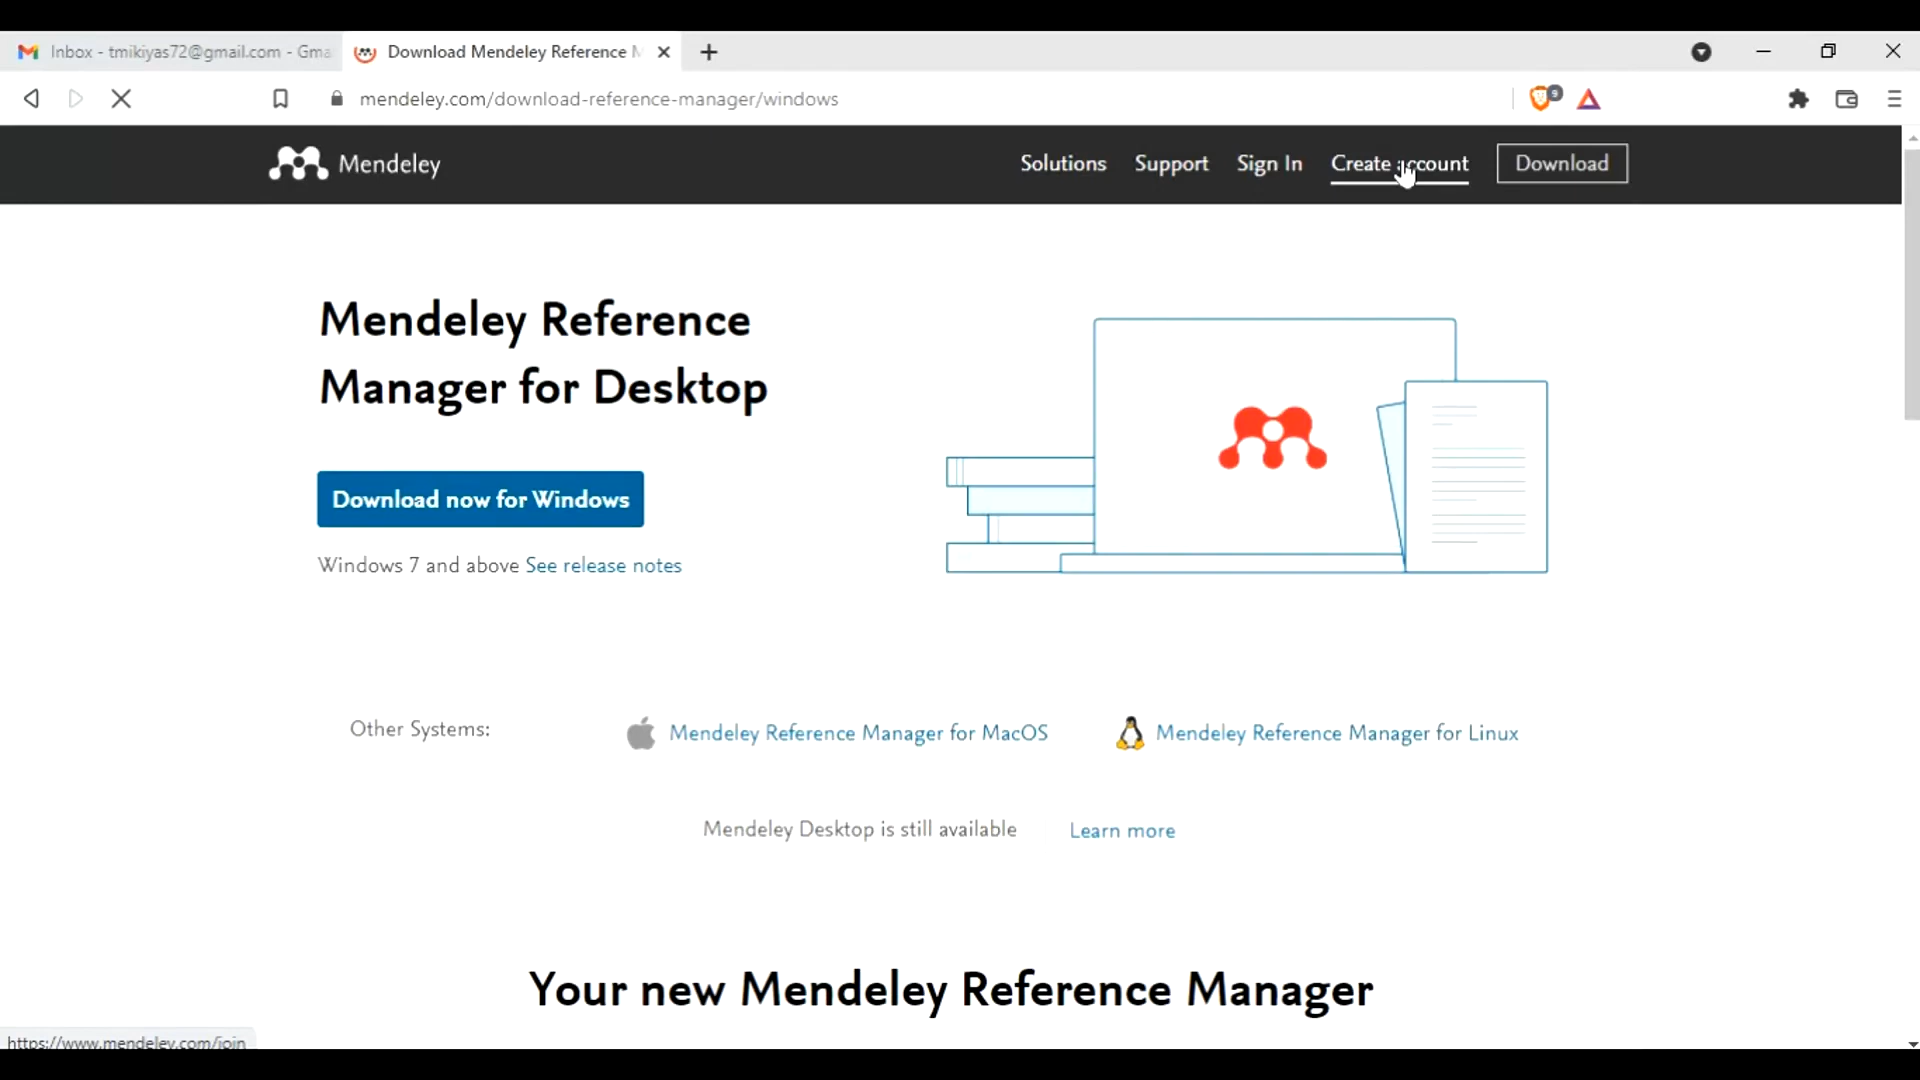 Inbox - tmikiyas72@gmail.com - Gma
Download Mendeley Reference M
mendeley.com/download-reference-manager/windows
9
Mendeley
Solutions
Support
Sign In
Create account
Download
Mendeley Reference
Manager for Desktop
Download now for Windows
Windows 7 and above See release notes
Other Systems:
Mendeley Reference Manager for MacOS
Mendeley Reference Manager for Linux
Mendeley Desktop is still available
Learn more
Your new Mendeley Reference Manager
https://www.mendeley.com/join